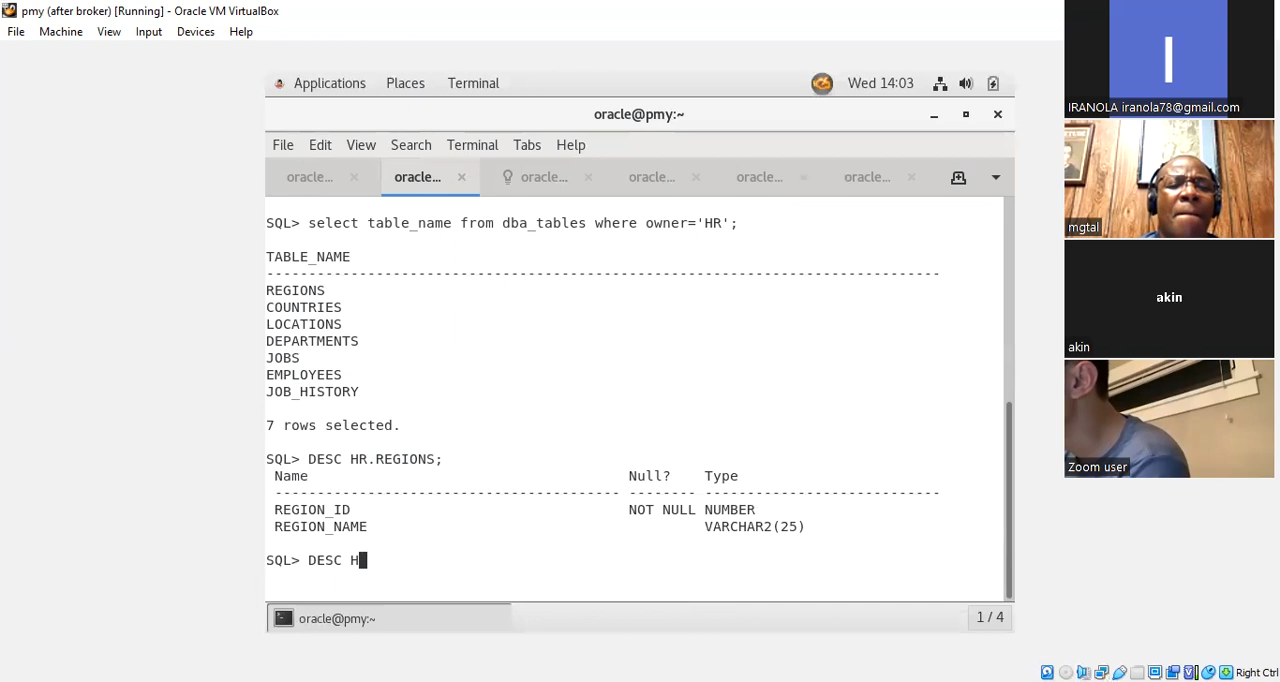 pmy (after broker) [Running] - Oracle VM VirtualBox
File Machine View Input Devices Help
Applications Places Terminal Wed 14:03
oracle@pmy:~
File Edit View Search Terminal Tabs Help
oracle... oracle... oracle... oracle... oracle... oracle...
SQL> select table_name from dba_tables where owner='HR';
TABLE_NAME
--------------------------------------------------------------------------------
REGIONS
COUNTRIES
LOCATIONS
DEPARTMENTS
JOBS
EMPLOYEES
JOB_HISTORY
7 rows selected.
SQL> DESC HR.REGIONS;
Name Null? Type
----------------------------------------- -------- ----------------------------
REGION_ID NOT NULL NUMBER
REGION_NAME VARCHAR2(25)
SQL> DESC H
oracle@pmy:~ 1 / 4
I
IRANOLA iranola78@gmail.com
mgtal
akin
akin
Zoom user
Right Ctrl